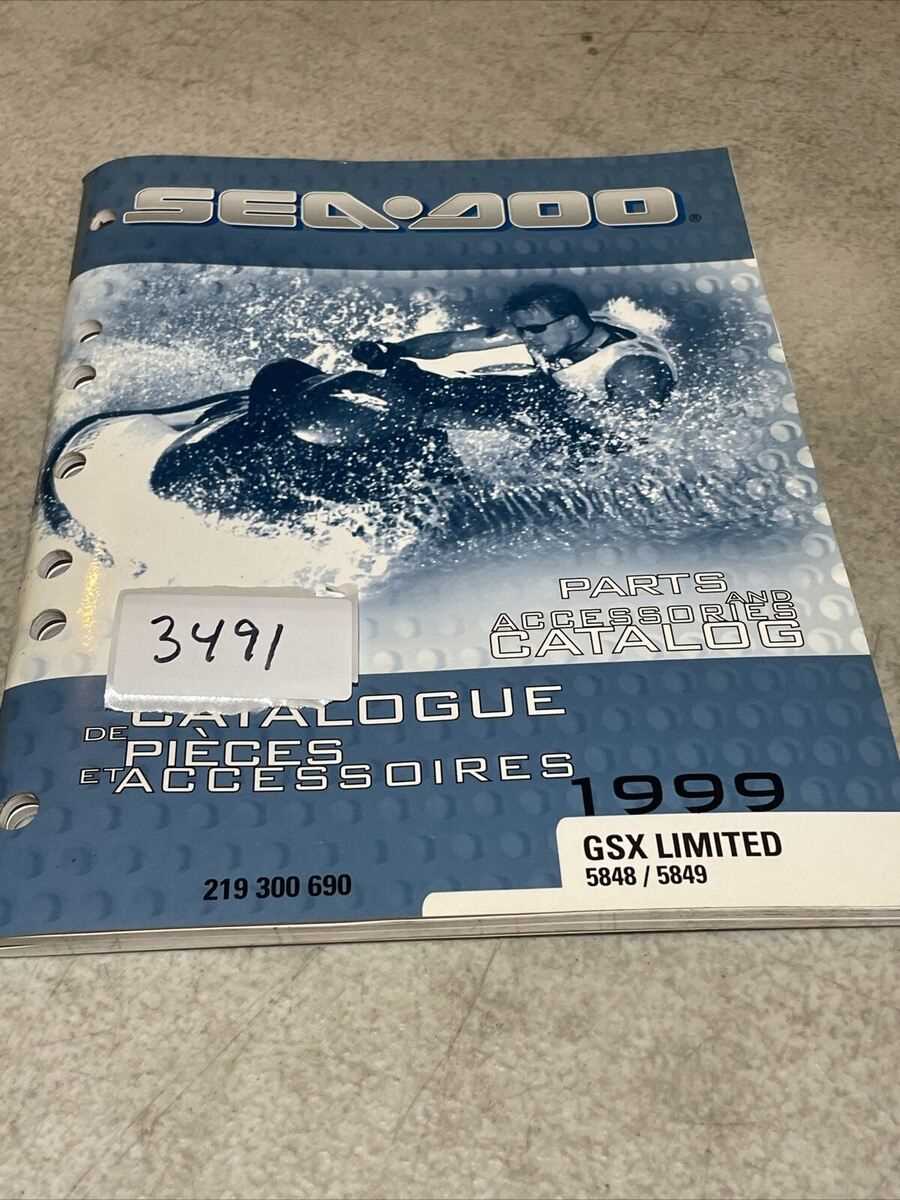 SEA•DOO®
PARTS
AND
ACCESSORIES
CATALOG
3491
CATALOGUE
DE
PIÈCES
ET ACCESSOIRES
1999
GSX LIMITED
5848 / 5849
219 300 690